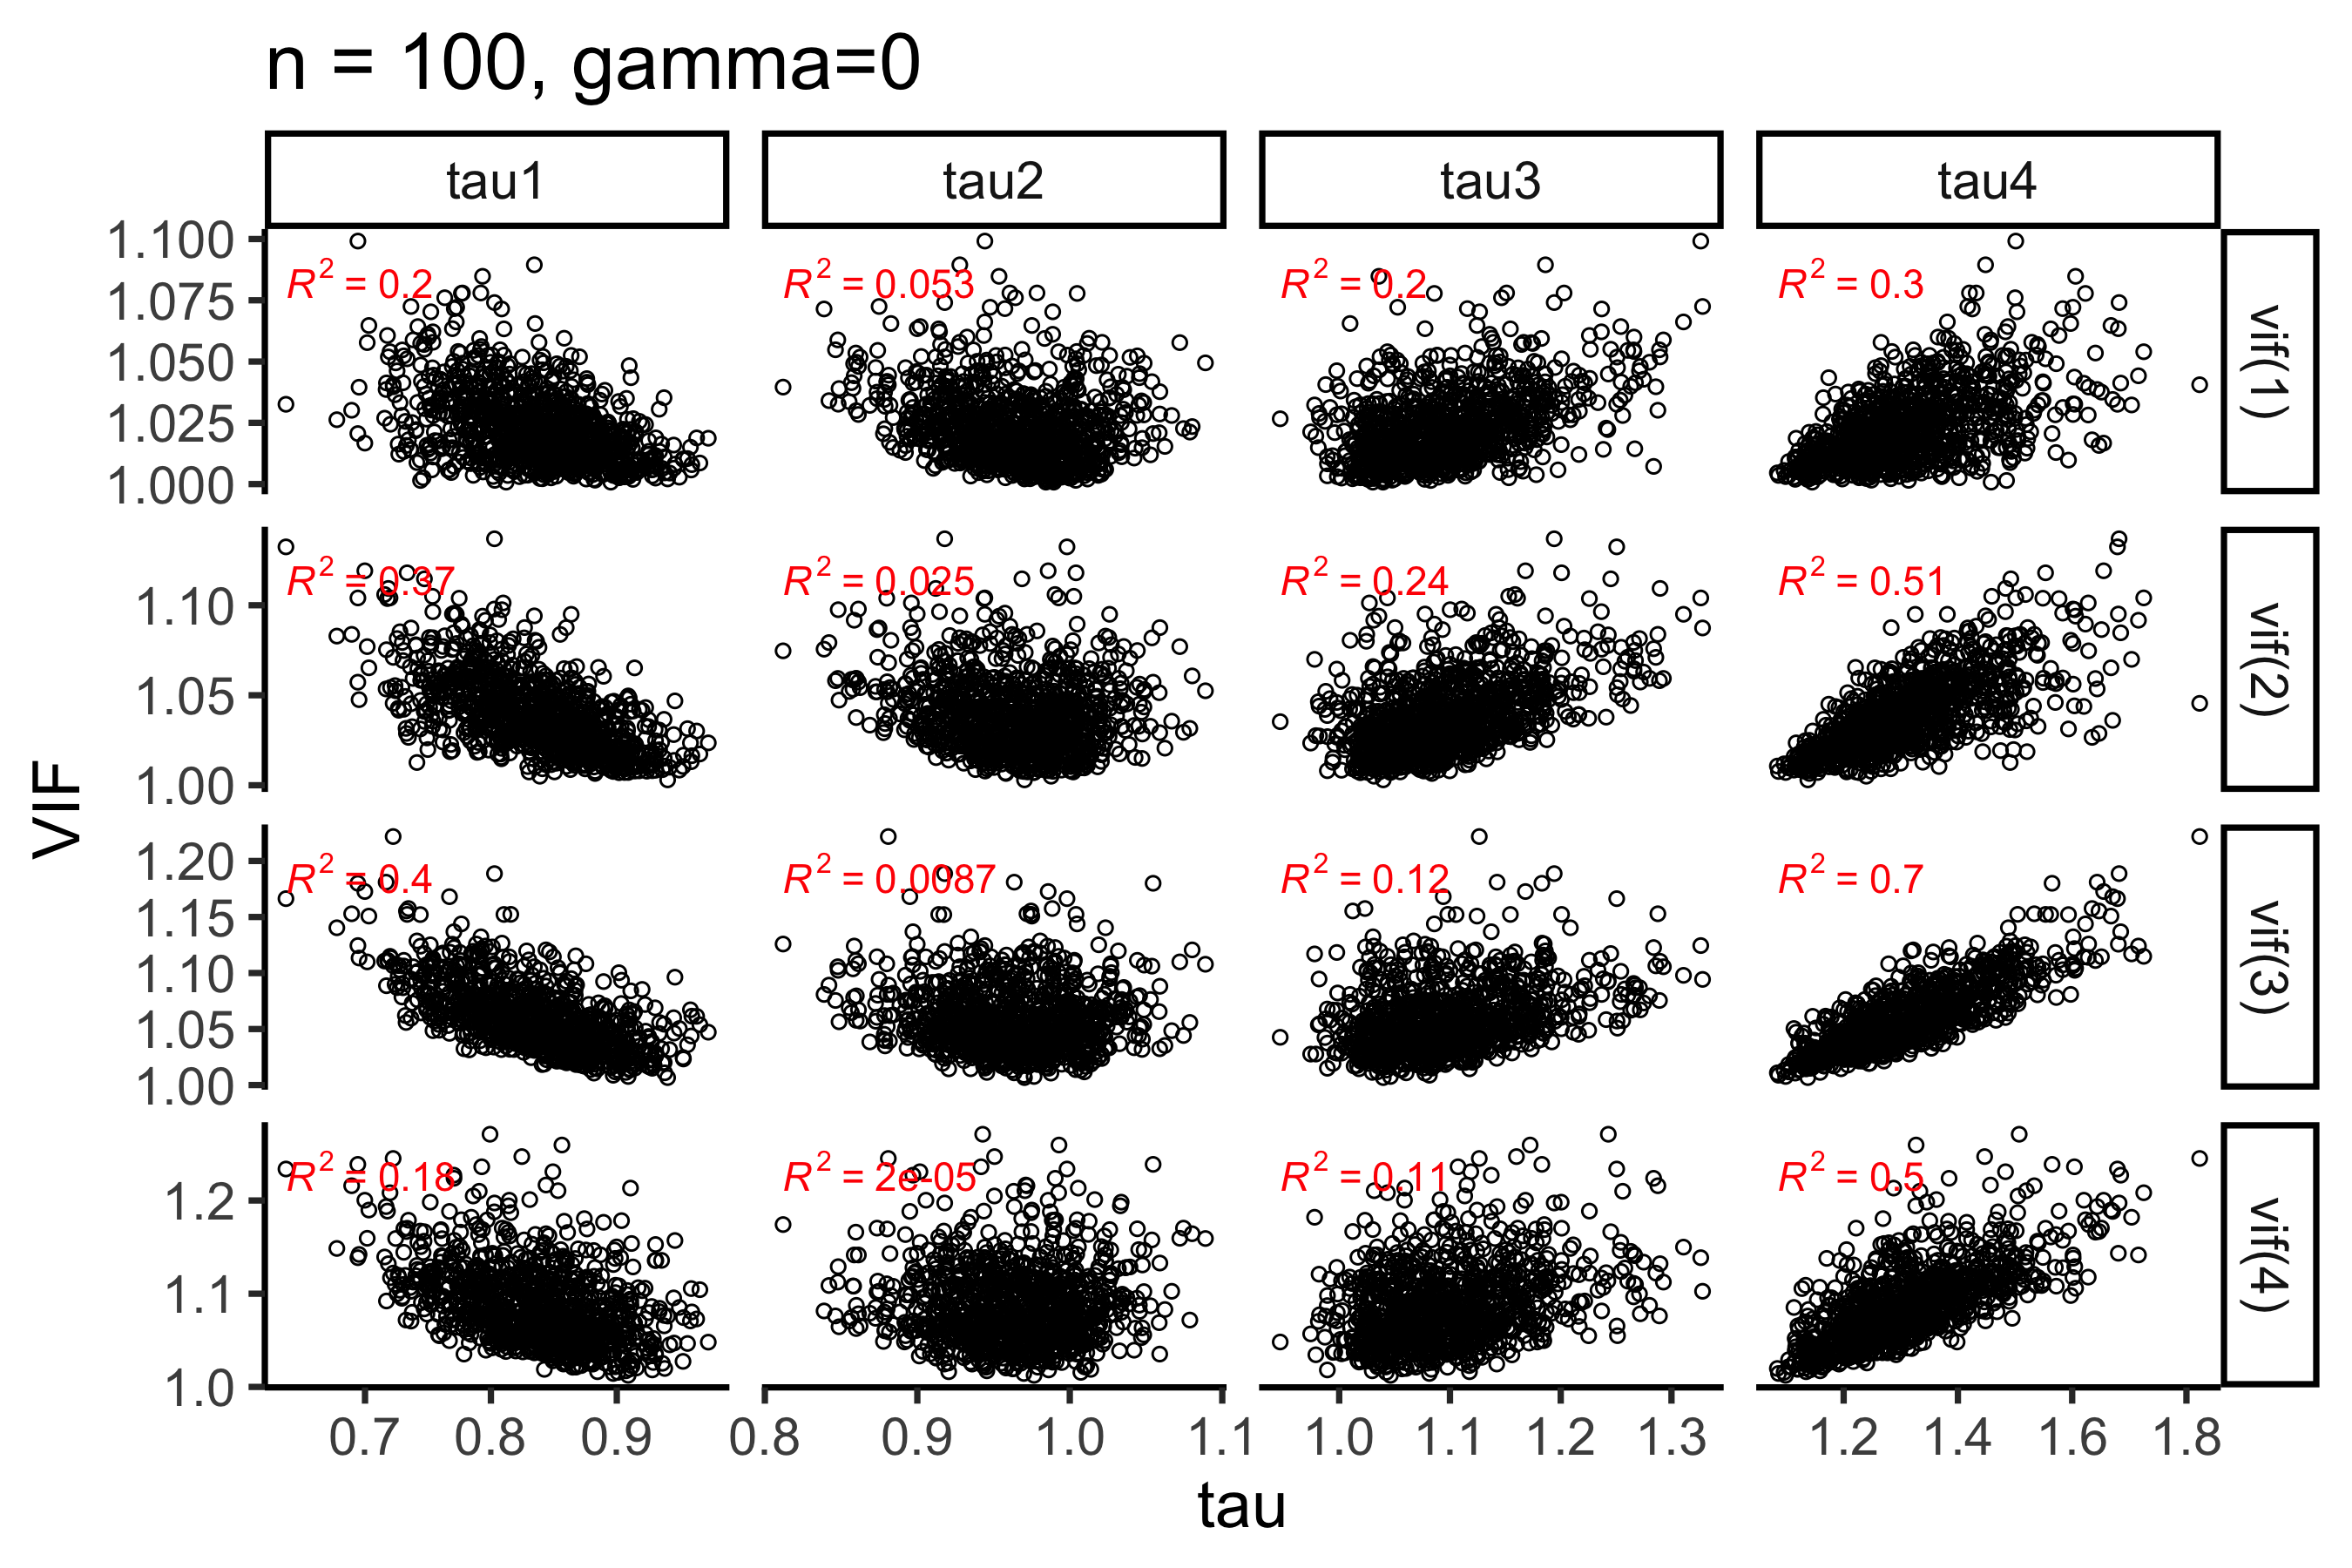 n = 100, gamma=0
tau1 tau2 tau3 tau4
1.100
1.075
1.050
1.025
1.000
R² = 0.2 R² = 0.053 R² = 0.2 R² = 0.3
vif(1)
1.10
1.05
1.00
R² = 0.37 R² = 0.025 R² = 0.24 R² = 0.51
vif(2)
VIF
1.20
1.15
1.10
1.05
1.00
R² = 0.4 R² = 0.0087 R² = 0.12 R² = 0.7
vif(3)
1.2
1.1
1.0
R² = 0.18 R² = 2e-05 R² = 0.11 R² = 0.5
vif(4)
0.7 0.8 0.9 0.8 0.9 1.0 1.1 1.0 1.1 1.2 1.3 1.2 1.4 1.6 1.8
tau